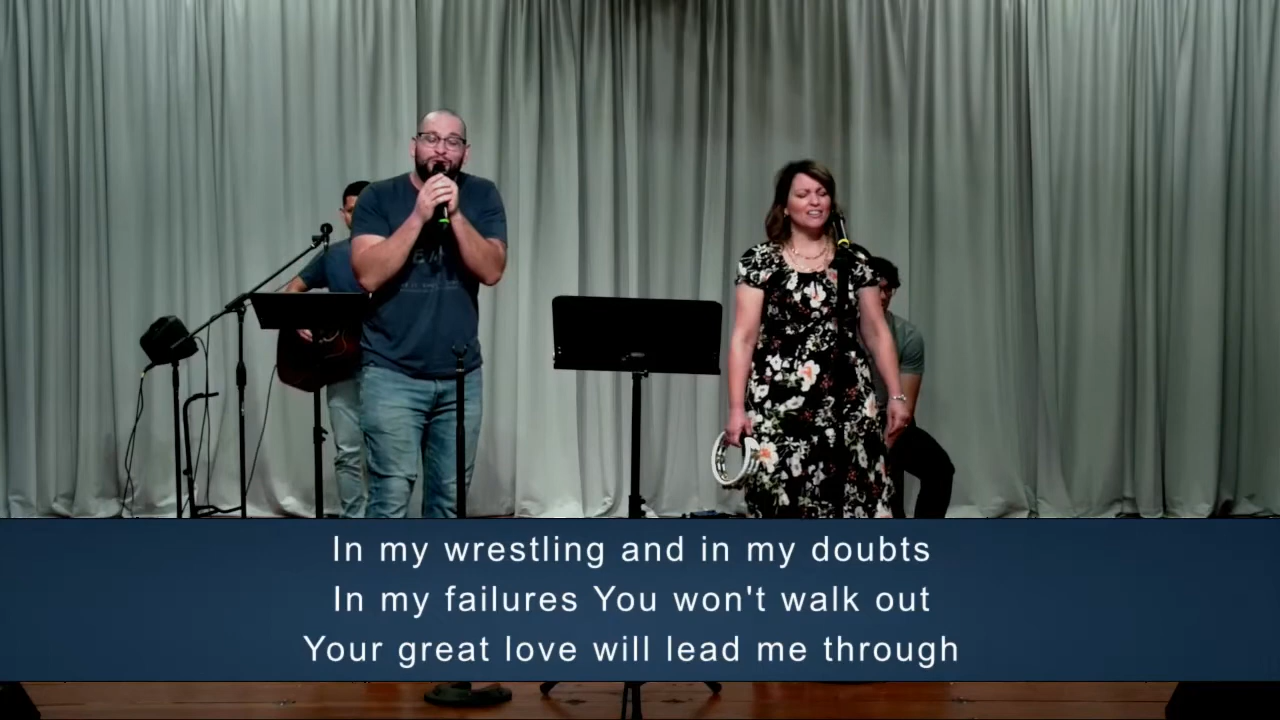 In my wrestling and in my doubts
In my failures You won't walk out
Your great love will lead me through